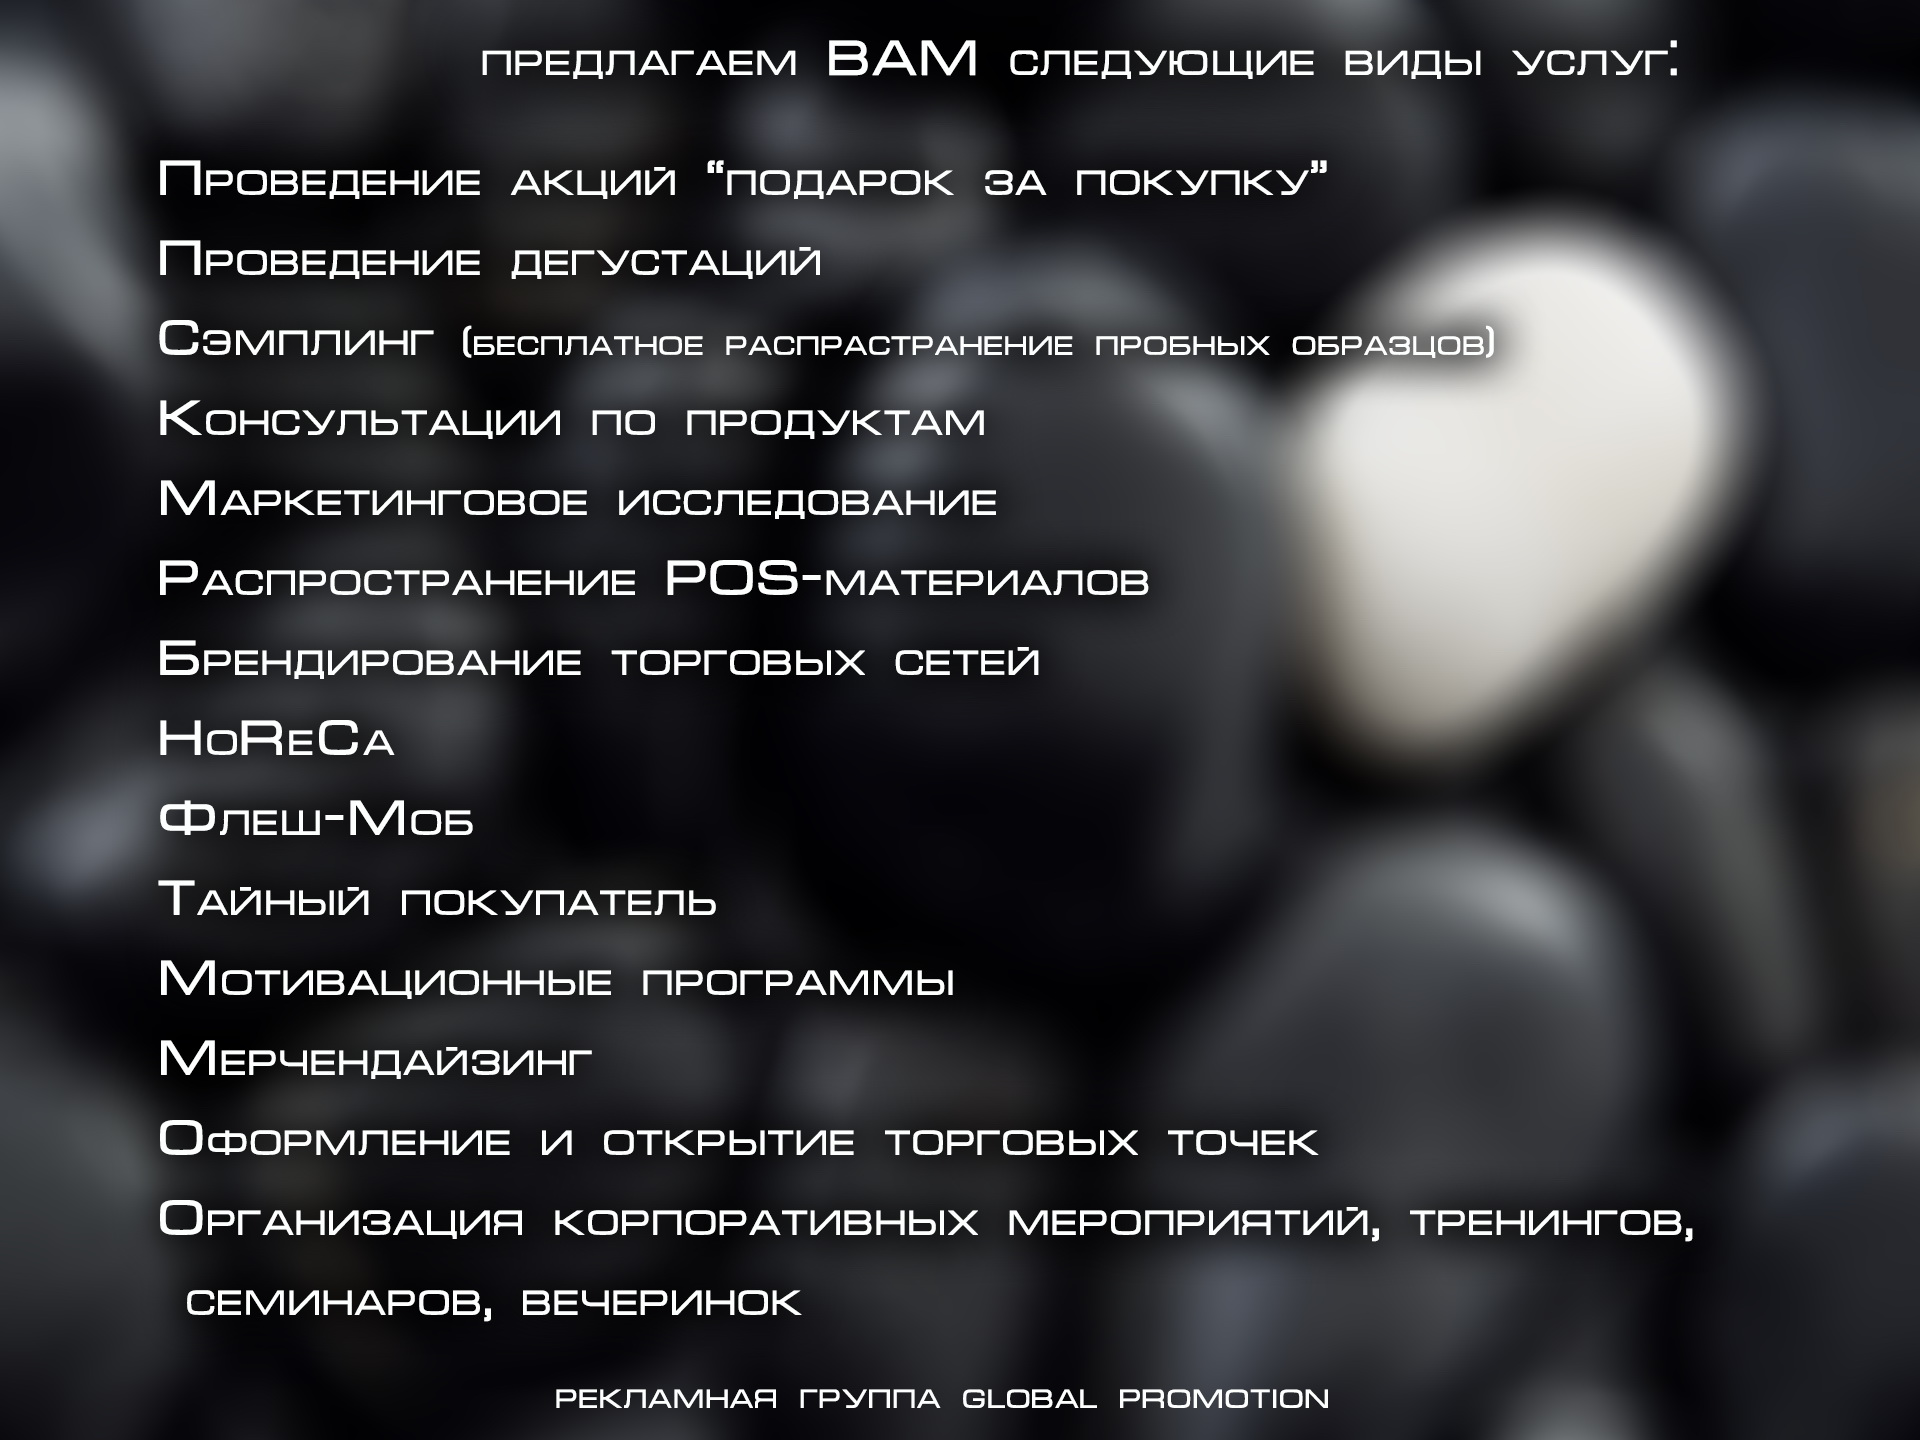 предлагаем ВАМ следующие виды услуг:
Проведение акций “подарок за покупку”
Проведение дегустаций
Сэмплинг (бесплатное распрастранение пробных образцов)
Консультации по продуктам
Маркетинговое исследование
Распространение POS-материалов
Брендирование торговых сетей
HoReCa
Флеш-Моб
Тайный покупатель
Мотивационные программы
Мерчендайзинг
Оформление и открытие торговых точек
Организация корпоративных мероприятий, тренингов,
семинаров, вечеринок
рекламная группа global promotion